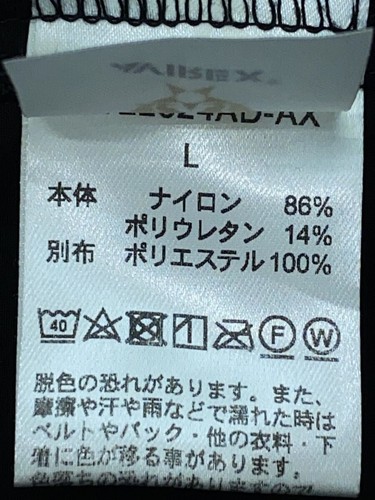 AVIREX
L
本体 ナイロン 86%
ポリウレタン 14%
別布 ポリエステル 100%
40
F W
脱色の恐れがあります。また、
摩擦や汗や雨などで濡れた時は
ベルトやバック・他の衣料・下
着に色が移る事があります。